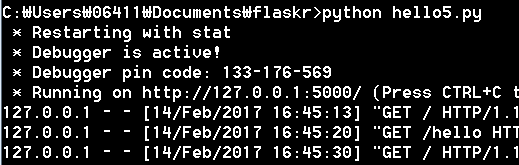 C:₩Users₩06411₩Documents₩flaskr>python hello5.py
* Restarting with stat
* Debugger is active!
* Debugger pin code: 133-176-569
* Running on http://127.0.0.1:5000/ (Press CTRL+C t
127.0.0.1 - - [14/Feb/2017 16:45:13] "GET / HTTP/1.1
127.0.0.1 - - [14/Feb/2017 16:45:20] "GET /hello HTT
127.0.0.1 - - [14/Feb/2017 16:45:30] "GET / HTTP/1.1